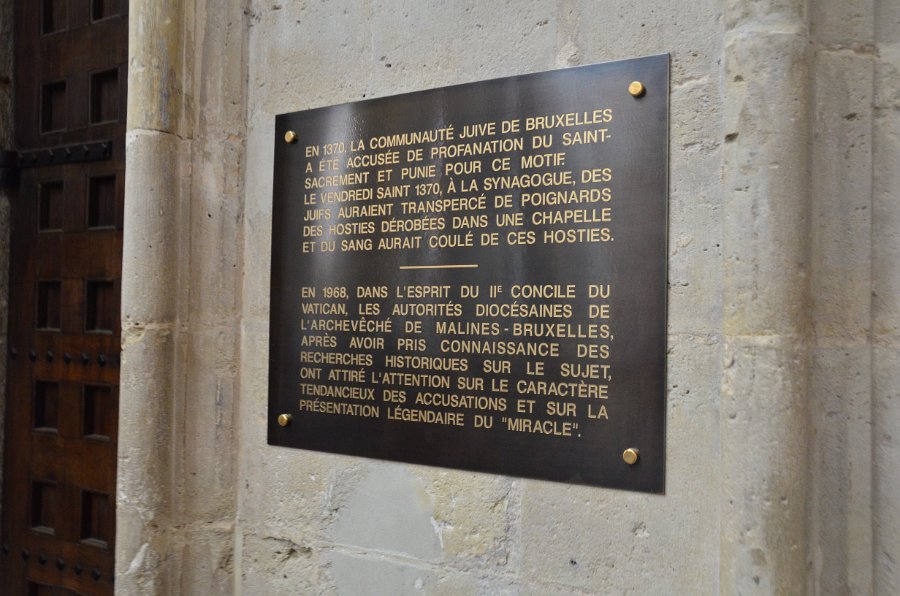 EN 1370, LA COMMUNAUTÉ JUIVE DE BRUXELLES
A ÉTÉ ACCUSÉE DE PROFANATION DU SAINT-
SACREMENT ET PUNIE POUR CE MOTIF.
LE VENDREDI SAINT 1370, À LA SYNAGOGUE, DES
JUIFS AURAIENT TRANSPERCÉ DE POIGNARDS
DES HOSTIES DÉROBÉES DANS UNE CHAPELLE
ET DU SANG AURAIT COULÉ DE CES HOSTIES.
EN 1968, DANS L'ESPRIT DU IIE CONCILE DU
VATICAN, LES AUTORITÉS DIOCÉSAINES DE
L'ARCHEVÊCHÉ DE MALINES-BRUXELLES,
APRÈS AVOIR PRIS CONNAISSANCE DES
RECHERCHES HISTORIQUES SUR LE SUJET,
ONT ATTIRÉ L'ATTENTION SUR LE CARACTÈRE
TENDANCIEUX DES ACCUSATIONS ET SUR LA
PRÉSENTATION LÉGENDAIRE DU "MIRACLE".